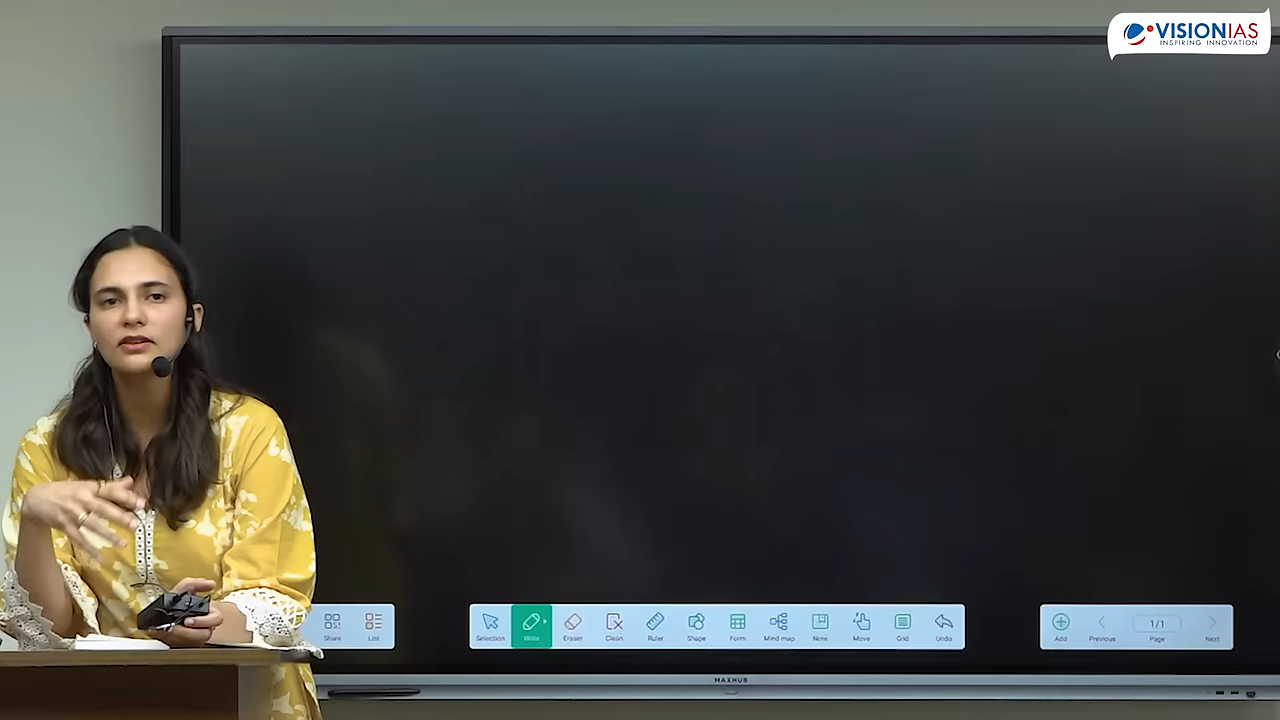 VISIONIAS
INSPIRING INNOVATION
Share
List
Selection
Write
Eraser
Clean
Ruler
Shape
Form
Mind map
Note
Move
Grid
Undo
Add
Previous
1/1
Page
Next
MAXHUB